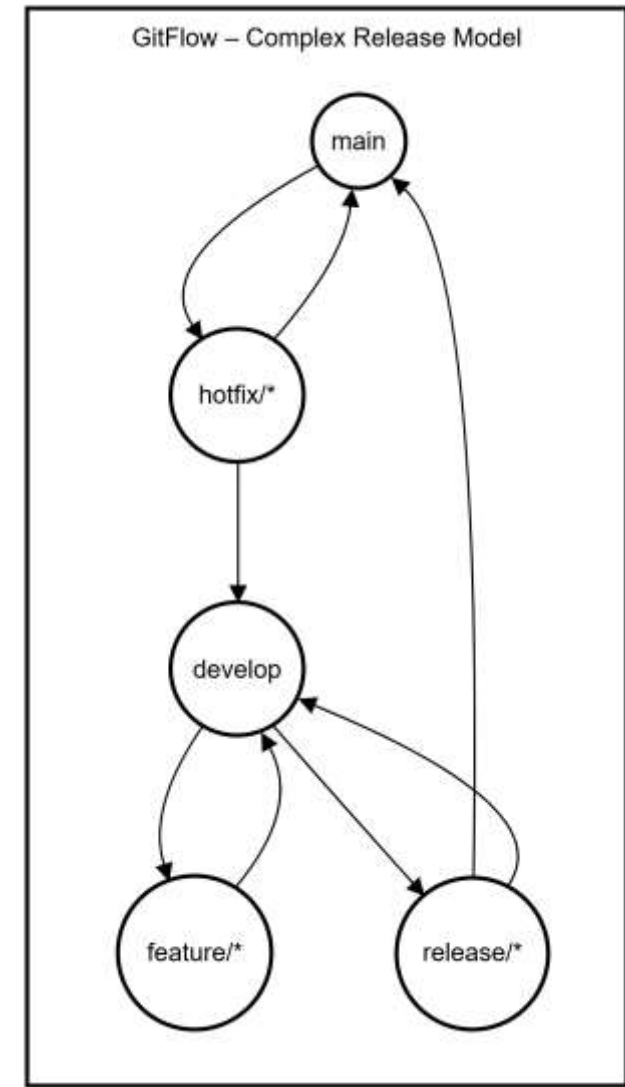 GitFlow – Complex Release Model
main
hotfix/*
develop
feature/*
release/*